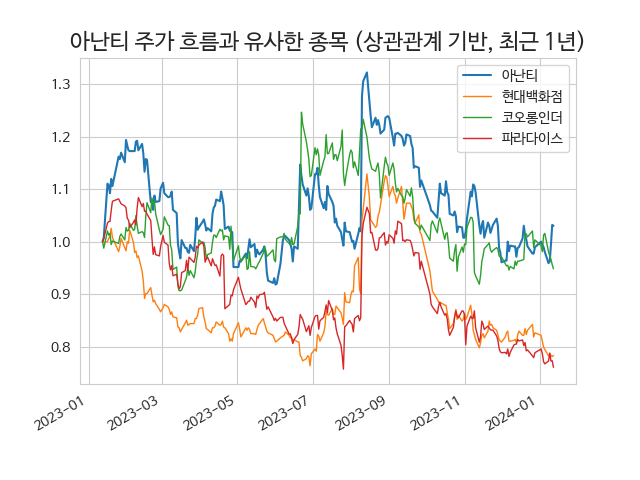 아난티 주가 흐름과 유사한 종목 (상관관계 기반, 최근 1년)
아난티
현대백화점
코오롱인더
파라다이스
1.3
1.2
1.1
1.0
0.9
0.8
2023-01
2023-03
2023-05
2023-07
2023-09
2023-11
2024-01